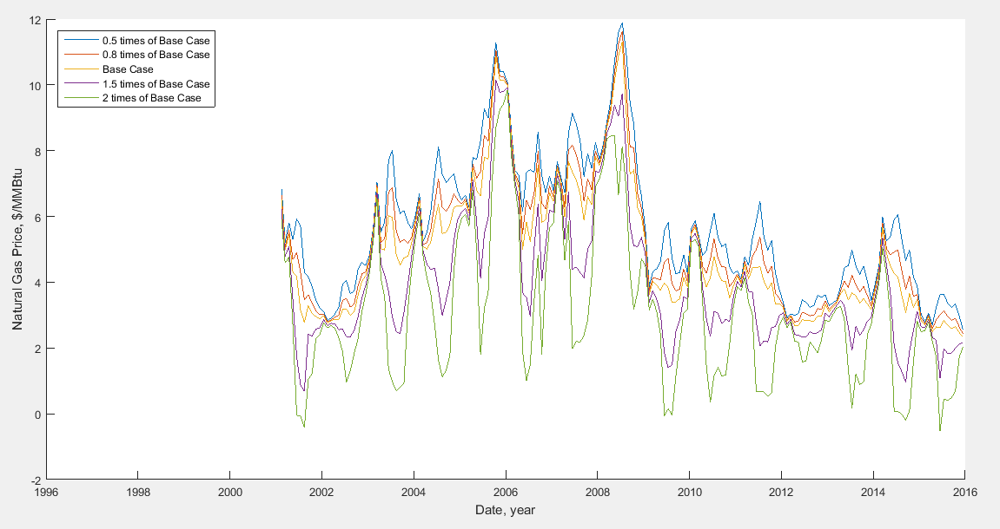 12
0.5 times of Base Case
0.8 times of Base Case
Base Case
1.5 times of Base Case
2 times of Base Case
10
8
6
4
2
0
-2
Natural Gas Price, $/MMBtu
1996 1998 2000 2002 2004 2006 2008 2010 2012 2014 2016
Date, year